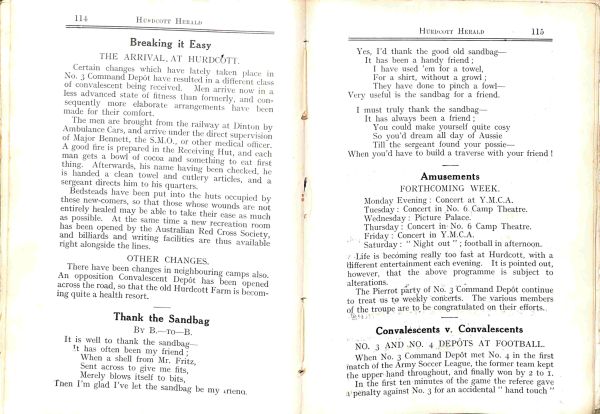 114 HURDCOTT HERALD
Breaking it Easy
THE ARRIVAL, AT HURDCOTT.
Certain changes which have lately taken place in
No. 3 Command Depôt have resulted in a different class
of convalescent being received. Men arrive now in a
less advanced state of fitness than formerly, and con-
sequently more elaborate arrangements have been
made for their comfort.
The men are brought from the railway at Dinton by
Ambulance Cars, and arrive under the direct supervision
of Major Bennett, the S.M.O., or other medical officer.
A good fire is prepared in the Receiving Hut, and each
man gets a bowl of cocoa and something to eat first
thing. Afterwards, his name having been checked, he
is handed a clean towel and cutlery articles, and a
sergeant directs him to his quarters.
Bedsteads have been put into the huts occupied by
these new-comers, so that those whose wounds are not
entirely healed may be able to take their ease as much
as possible. At the same time a new recreation room
has been opened by the Australian Red Cross Society,
and billiards and writing facilities are thus available
right alongside the lines.
OTHER CHANGES.
There have been changes in neighbouring camps also.
An opposition Convalescent Depôt has been opened
across the road, so that the old Hurdcott Farm is becom-
ing quite a health resort.
Thank the Sandbag
BY B.—TO—B.
It is well to thank the sandbag—
It has often been my friend;
When a shell from Mr. Fritz,
Sent across to give me fits,
Merely blows itself to bits,
Then I'm glad I've let the sandbag be my friend.
HURDCOTT HERALD 115
Yes, I'd thank the good old sandbag—
It has been a handy friend;
I have used 'em for a towel,
For a shirt, without a growl;
They have done to pinch a fowl—
Very useful is the sandbag for a friend.
I must truly thank the sandbag—
It has always been a friend;
You could make yourself quite cosy
So you'd dream all day of Aussie
Till the sergeant found your possie—
When you'd have to build a traverse with your friend!
Amusements
FORTHCOMING WEEK.
Monday Evening: Concert at Y.M.C.A.
Tuesday: Concert in No. 6 Camp Theatre.
Wednesday: Picture Palace.
Thursday: Concert in No. 6 Camp Theatre.
Friday: Concert in Y.M.C.A.
Saturday: "Night out"; football in afternoon.
Life is becoming really too fast at Hurdcott, with a
different entertainment each evening. It is pointed out,
however, that the above programme is subject to
alterations.
The Pierrot party of No. 3 Command Depôt continue
to treat us to weekly concerts. The various members
of the troupe are to be congratulated on their efforts.
Convalescents v. Convalescents
NO. 3 AND NO. 4 DEPÔTS AT FOOTBALL.
When No. 3 Command Depôt met No. 4 in the first
match of the Army Soccer League, the former team kept
the upper hand throughout, and finally won by 2 to 1.
In the first ten minutes of the game the referee gave
a penalty against No. 3 for an accidental "hand touch"